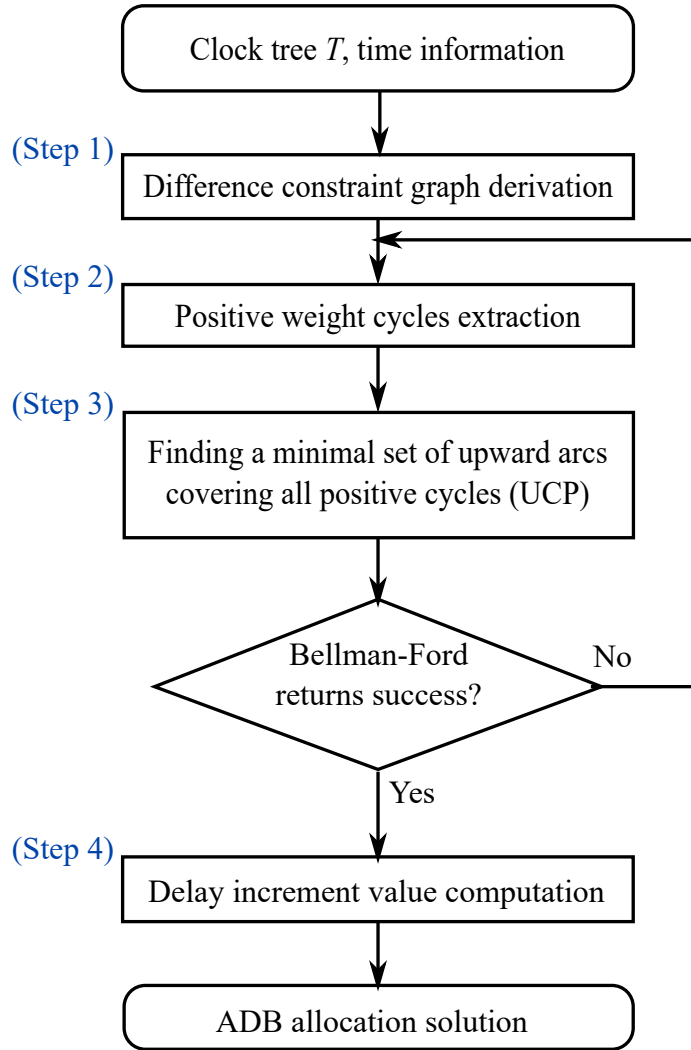 Clock tree T, time information
(Step 1)
Difference constraint graph derivation
(Step 2)
Positive weight cycles extraction
(Step 3)
Finding a minimal set of upward arcs
covering all positive cycles (UCP)
Bellman-Ford
returns success?
No
Yes
(Step 4)
Delay increment value computation
ADB allocation solution